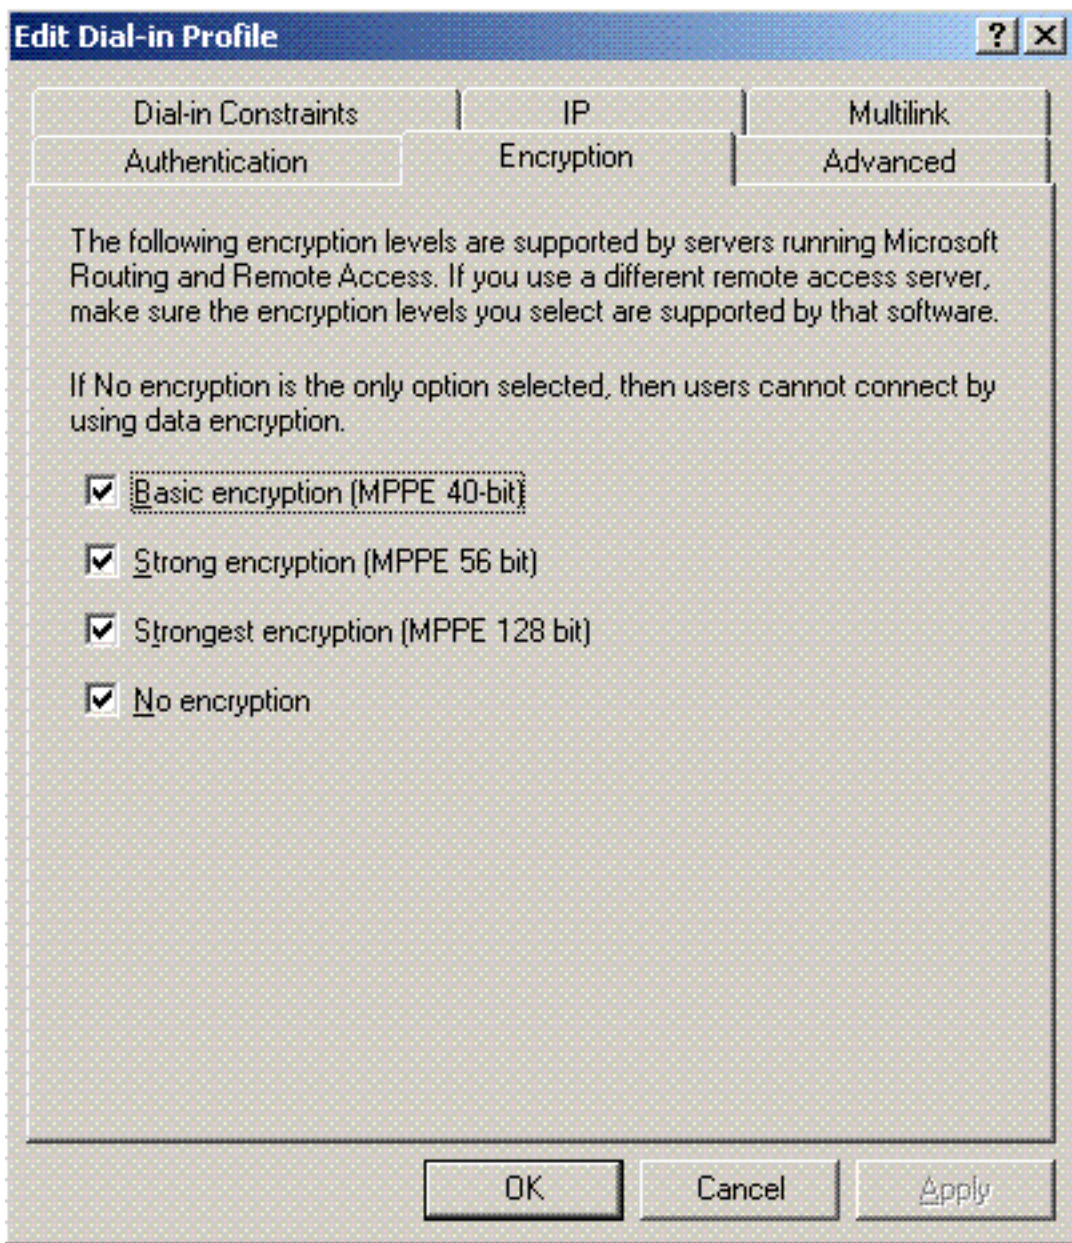 Edit Dial-in Profile
Dial-in Constraints
IP
Multilink
Authentication
Encryption
Advanced
The following encryption levels are supported by servers running Microsoft
Routing and Remote Access. If you use a different remote access server,
make sure the encryption levels you select are supported by that software.
If No encryption is the only option selected, then users cannot connect by
using data encryption.
Basic encryption (MPPE 40-bit)
Strong encryption (MPPE 56 bit)
Strongest encryption (MPPE 128 bit)
No encryption
OK
Cancel
Apply